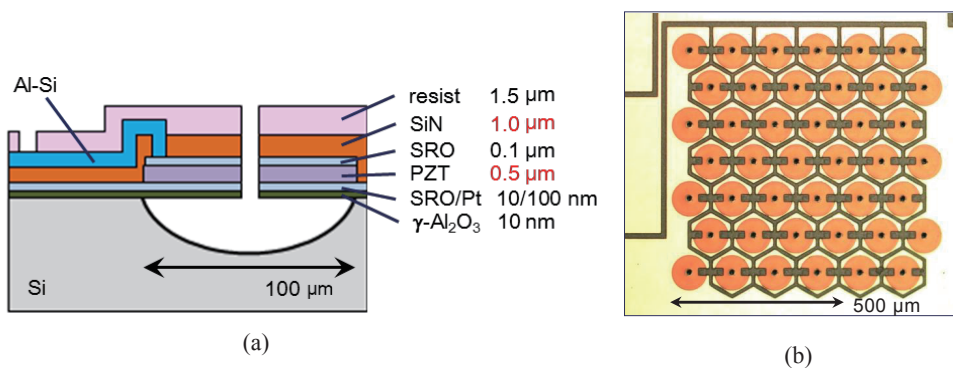 Al-Si
resist 1.5 μm
SiN 1.0 μm
SRO 0.1 μm
PZT 0.5 μm
SRO/Pt 10/100 nm
γ-Al₂O₃ 10 nm
Si
100 μm
500 μm
(a)
(b)